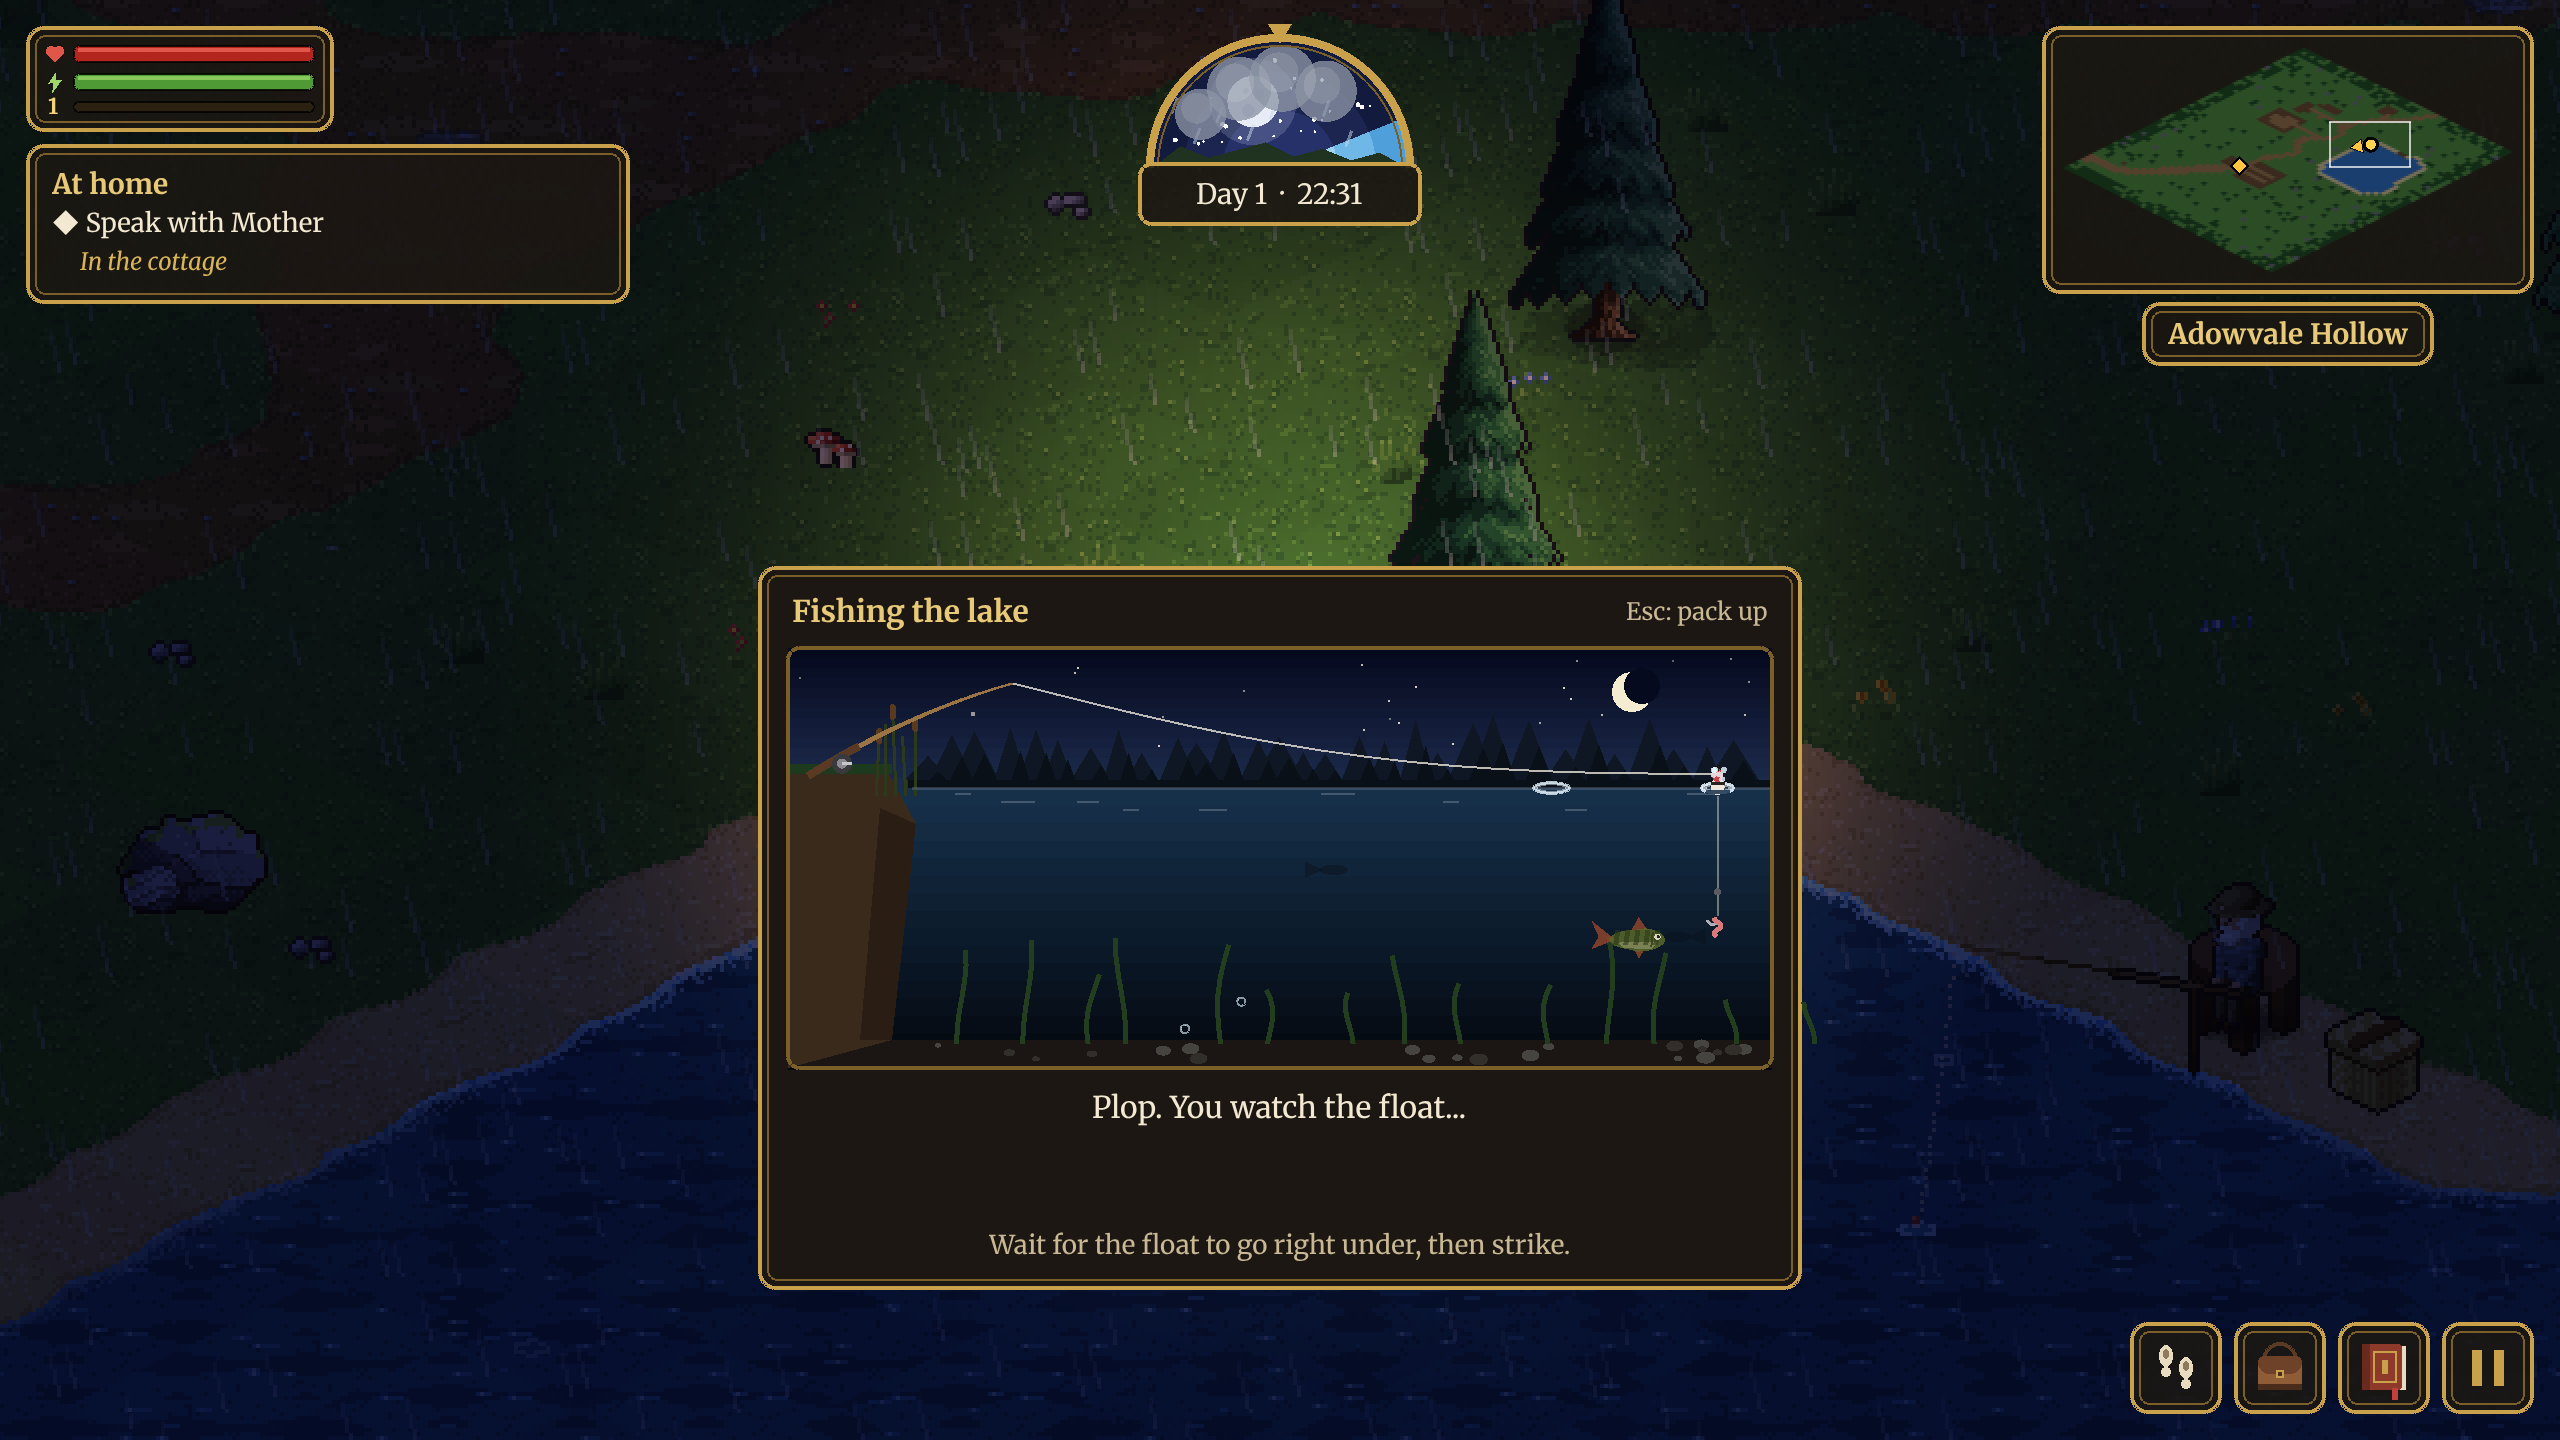 1
At home
Speak with Mother
In the cottage
Day 1 · 22:31
Adowvale Hollow
Fishing the lake
Esc: pack up
Plop. You watch the float...
Wait for the float to go right under, then strike.